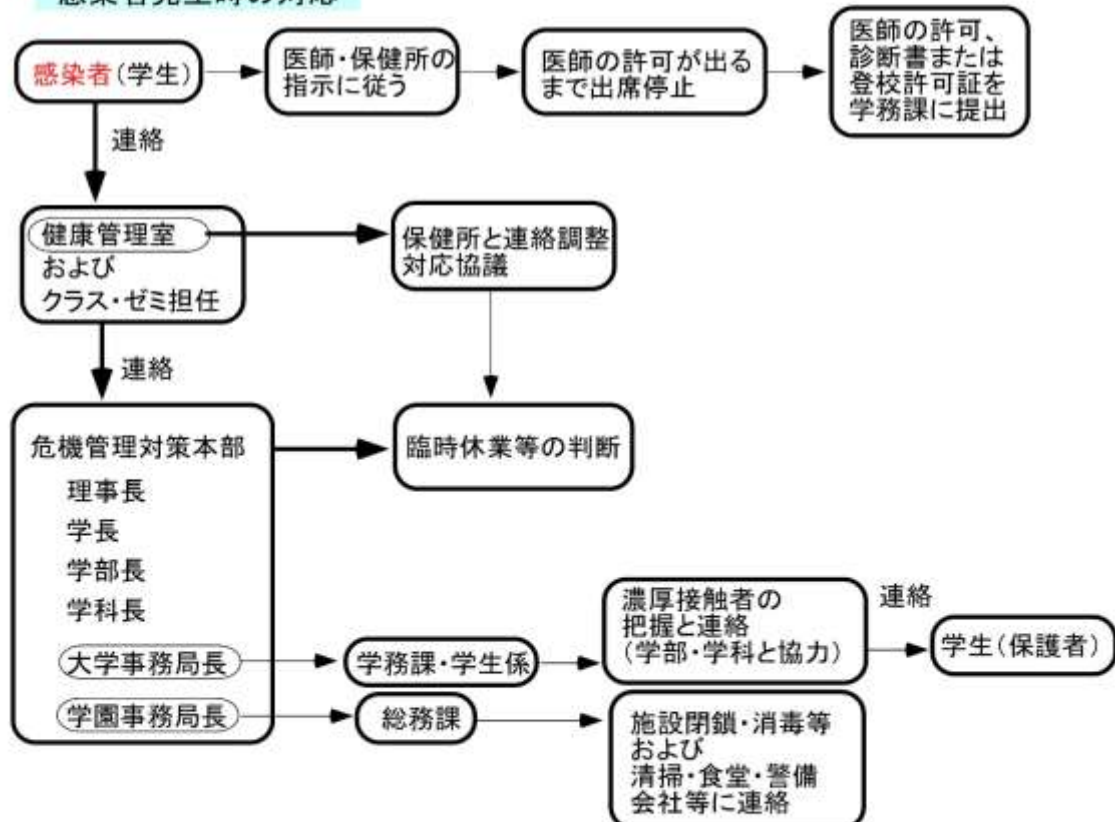 感染者発生時の対応
感染者(学生)
医師・保健所の
指示に従う
医師の許可が出る
まで出席停止
医師の許可、
診断書または
登校許可証を
学務課に提出
連絡
健康管理室
および
クラス・ゼミ担任
保健所と連絡調整
対応協議
連絡
危機管理対策本部
理事長
学長
学部長
学科長
大学事務局長
学園事務局長
臨時休業等の判断
学務課・学生係
濃厚接触者の
把握と連絡
(学部・学科と協力)
連絡
学生(保護者)
総務課
施設閉鎖・消毒等
および
清掃・食堂・警備
会社等に連絡